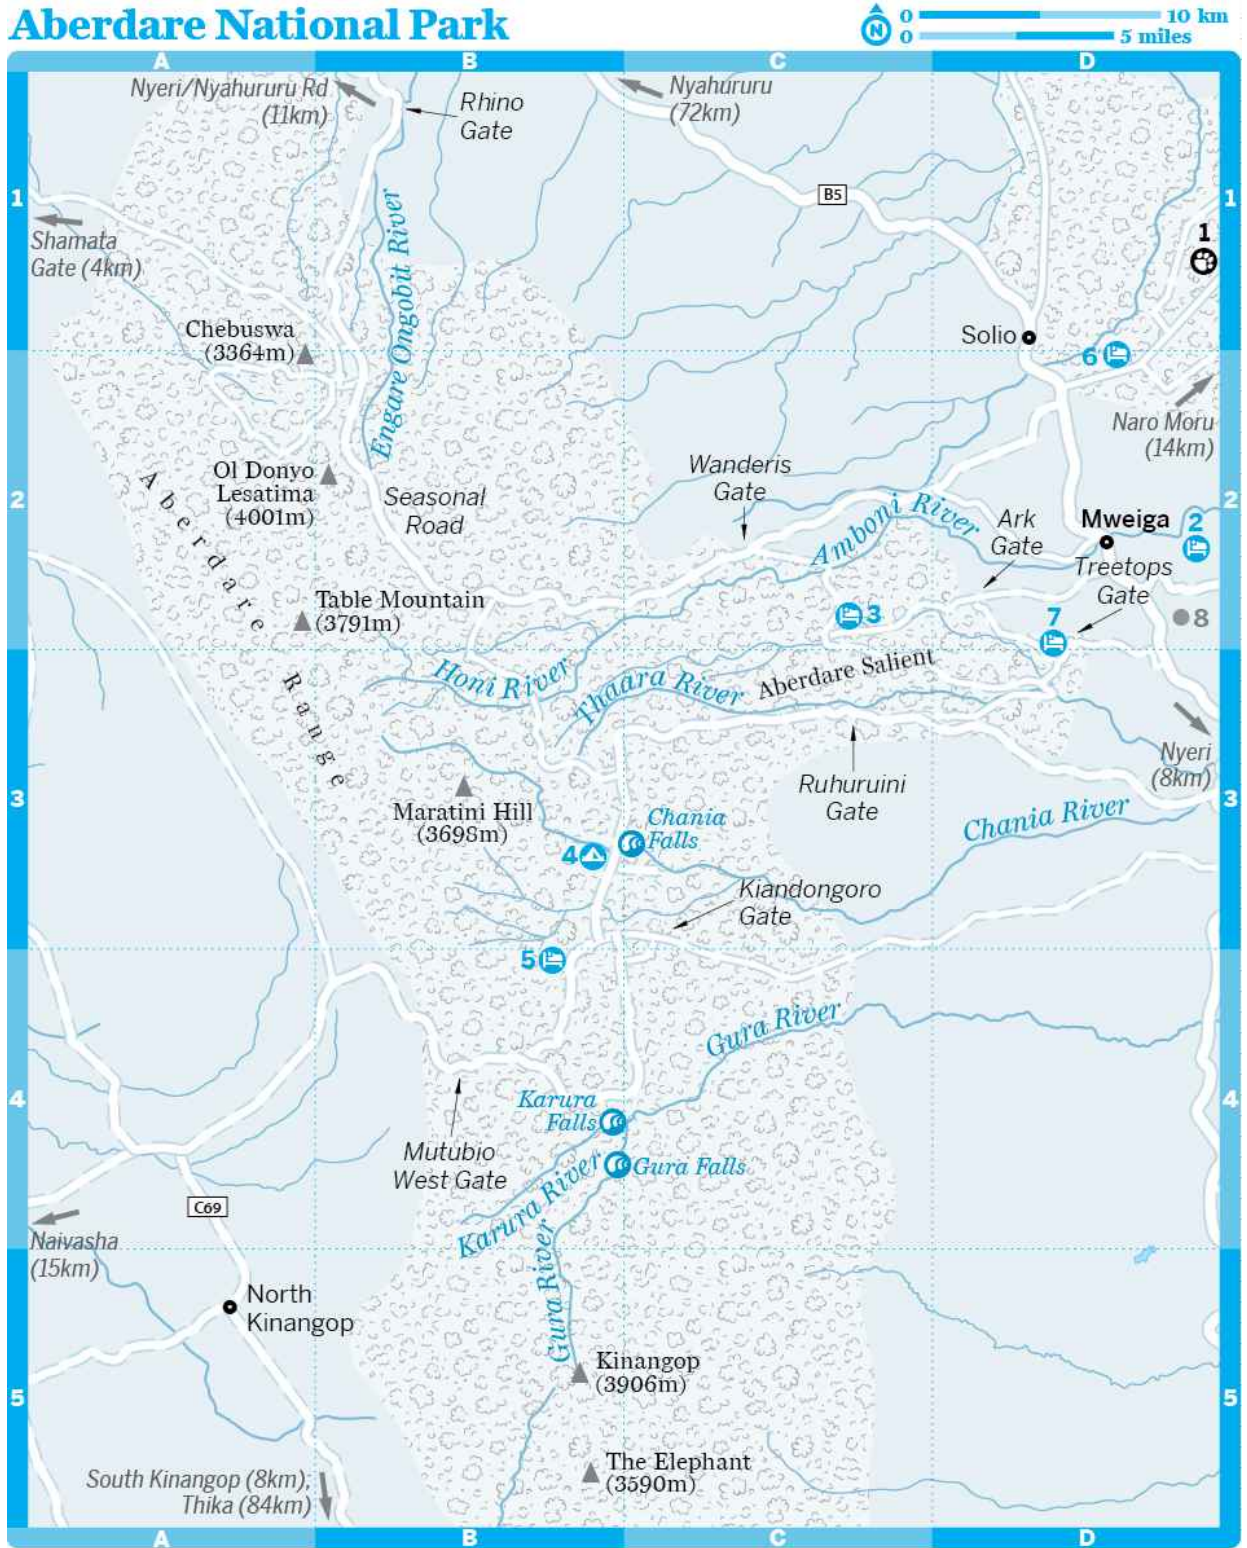 Aberdare National Park
0 10 km
N
0 5 miles
A B C D
Nyeri/Nyahururu Rd
(11km)
Rhino
Gate
Nyahururu
(72km)
1 1
B5
Shamata
Gate (4km)
1
Engare Ongobit River
Chebuswa
(3364m)
Solio
6
Naro Moru
(14km)
Ol Donyo
Lesatima
(4001m)
Seasonal
Road
Wanderis
Gate
2 2
Amboni River
Ark
Gate
Mweiga
2
Treetops
Gate
Aberdare Range
Table Mountain
(3791m)
3
7
8
Honi River
Thaara River
Aberdare Salient
Nyeri
(8km)
Ruhuruini
Gate
3 3
Maratini Hill
(3698m)
Chania
Falls
Chania River
4
Kiandongoro
Gate
5
Gura River
Karura
Falls
4 4
Mutubio
West Gate
Karura River
Gura Falls
C69
Naivasha
(15km)
Gura River
North
Kinangop
Kinangop
(3906m)
5 5
The Elephant
(3590m)
South Kinangop (8km);
Thika (84km)
A B C D